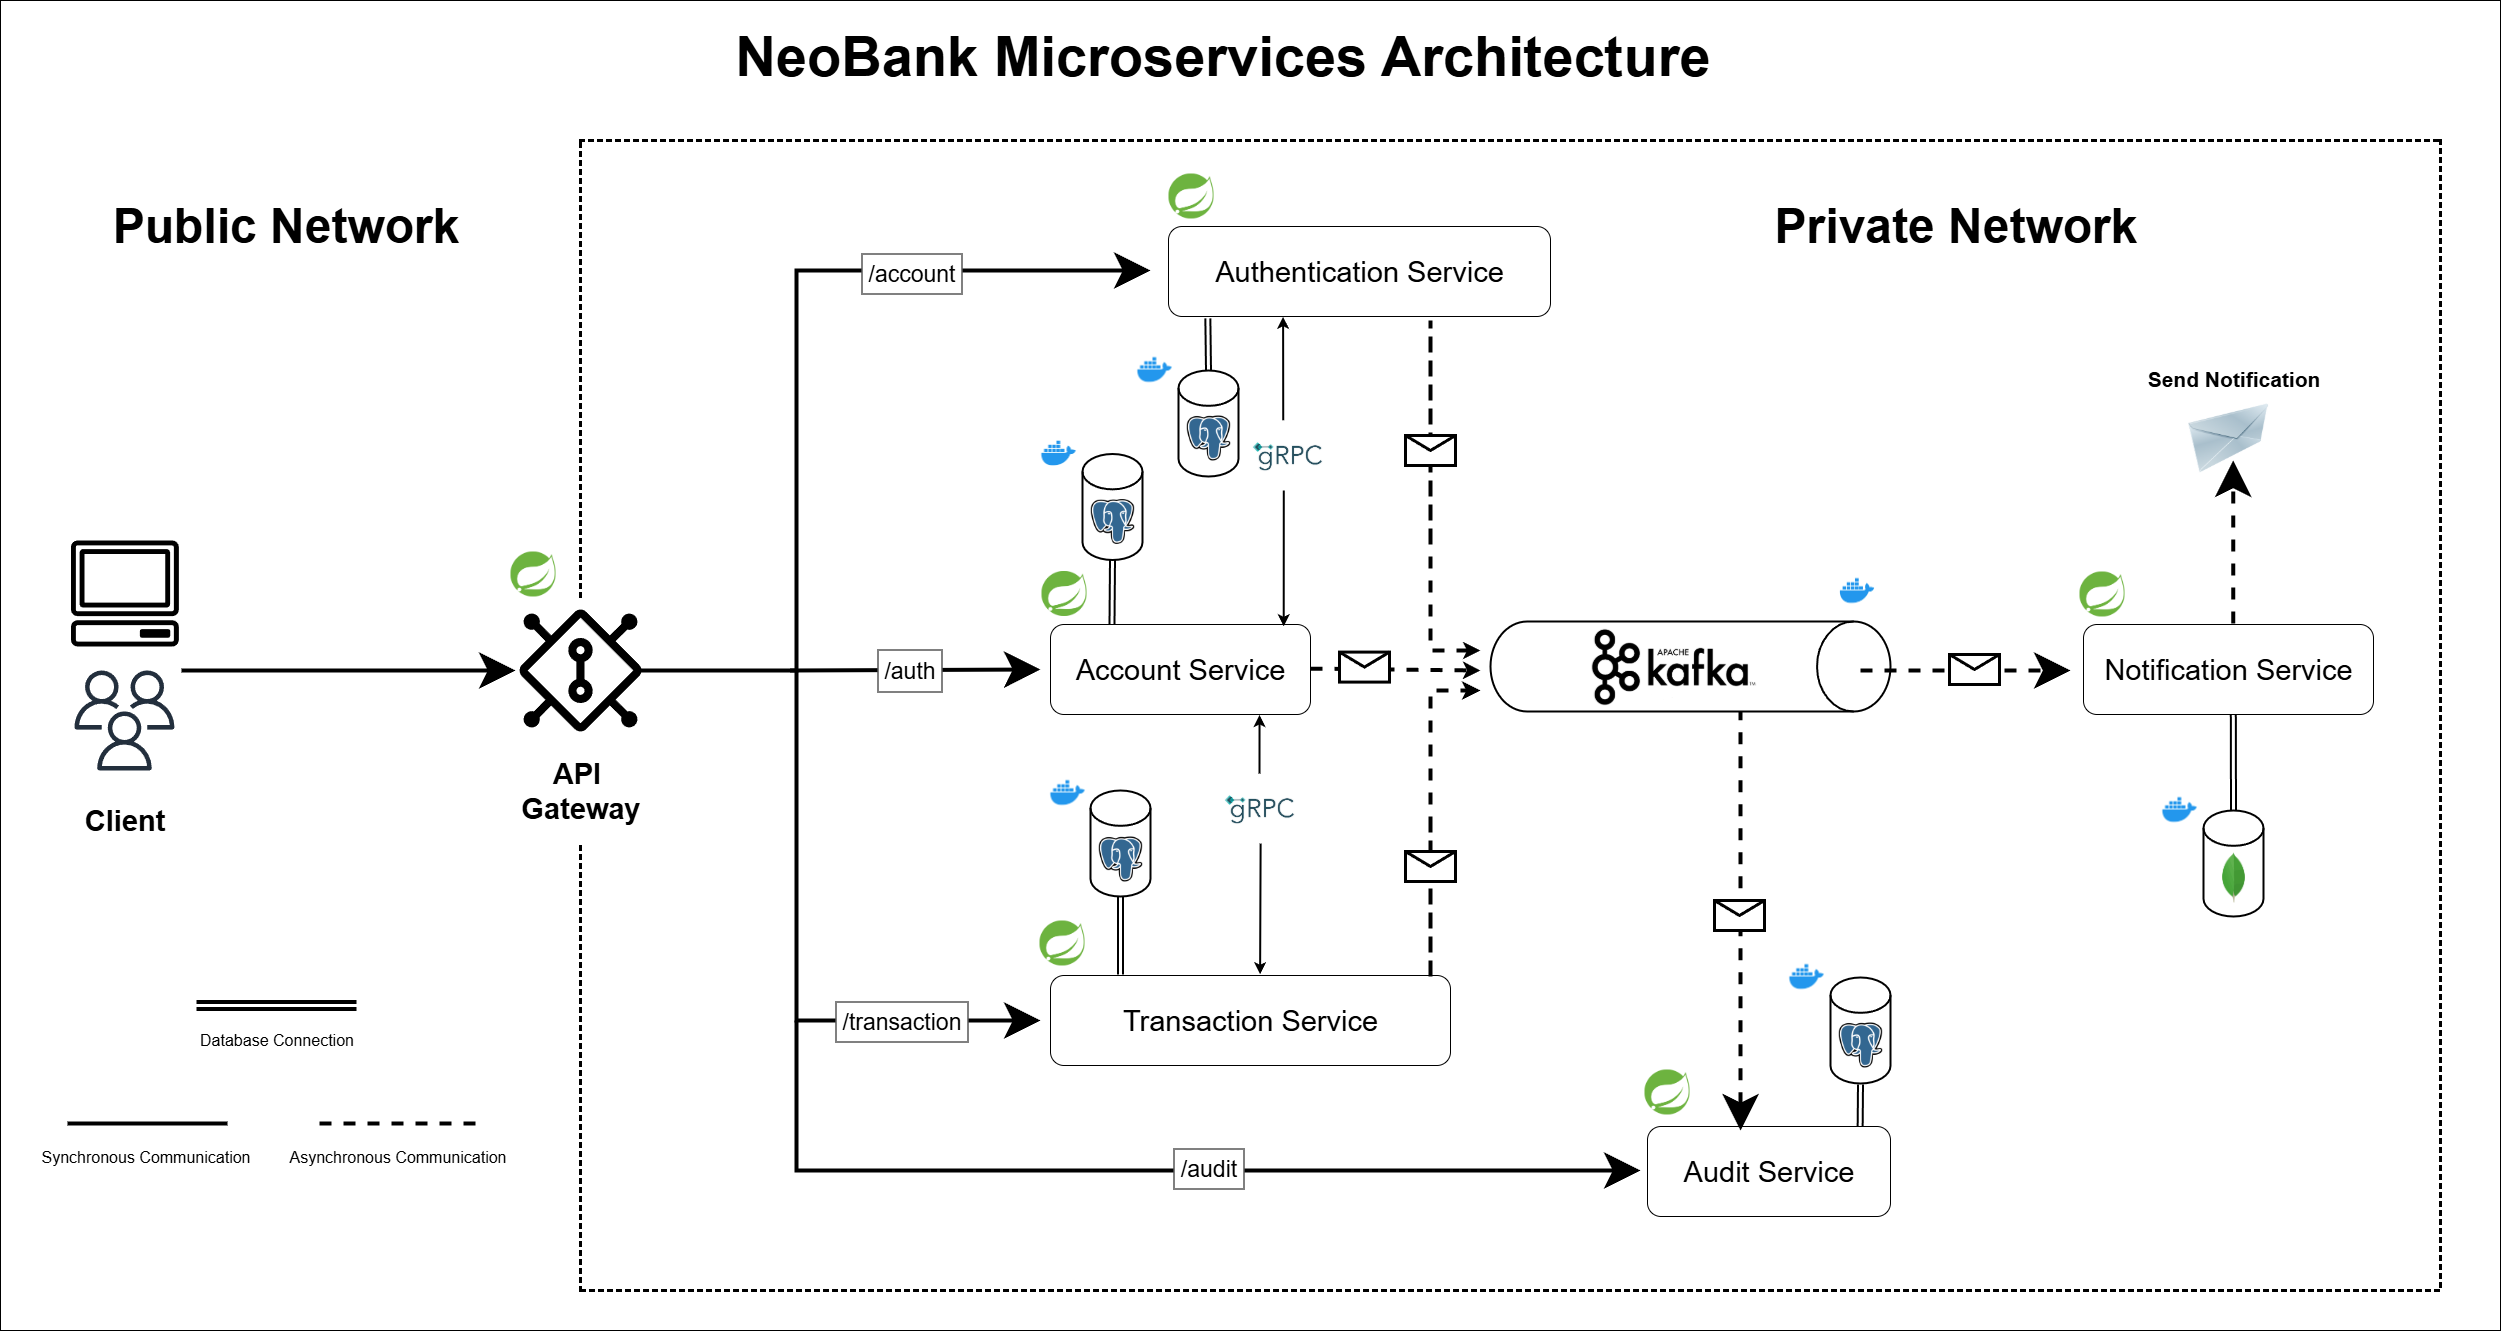 NeoBank Microservices Architecture
Public Network
Private Network
/account
Authentication Service
Send Notification
gRPC
/auth
Account Service
APACHE
kafka
TM
Notification Service
API
Gateway
Client
gRPC
/transaction
Transaction Service
Database Connection
Synchronous Communication
Asynchronous Communication
/audit
Audit Service